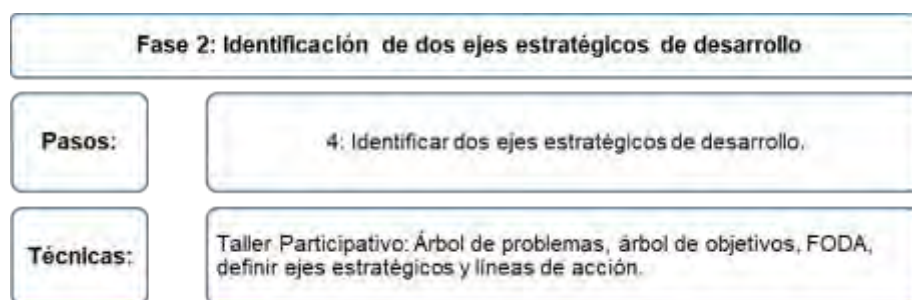 Fase 2: Identificación de dos ejes estratégicos de desarrollo
Pasos:
4: Identificar dos ejes estratégicos de desarrollo.
Técnicas:
Taller Participativo: Árbol de problemas, árbol de objetivos, FODA,
definir ejes estratégicos y líneas de acción.